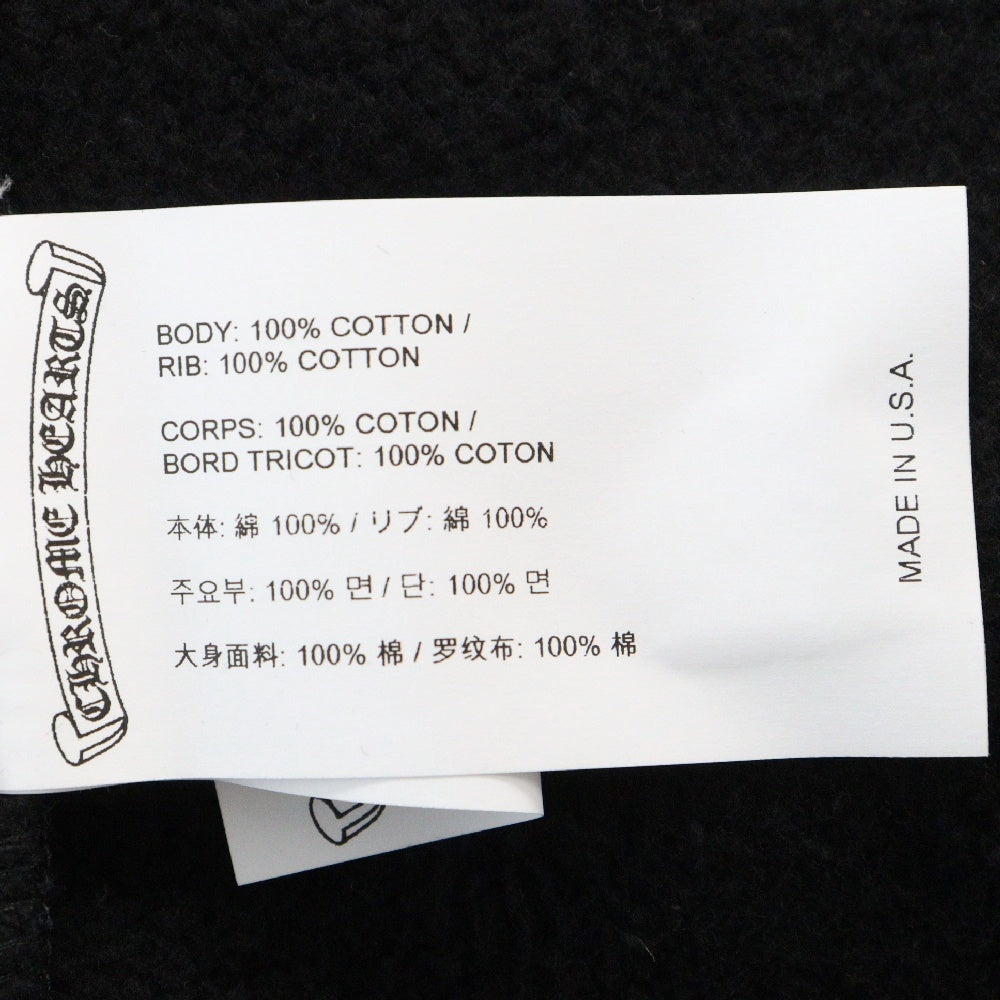 CHROME HEARTS
BODY: 100% COTTON /
RIB: 100% COTTON
CORPS: 100% COTON /
BORD TRICOT: 100% COTON
本体: 綿 100% / リブ: 綿 100%
주요부: 100% 면 / 단: 100% 면
大身面料: 100% 棉 / 罗纹布: 100% 棉
MADE IN U.S.A.